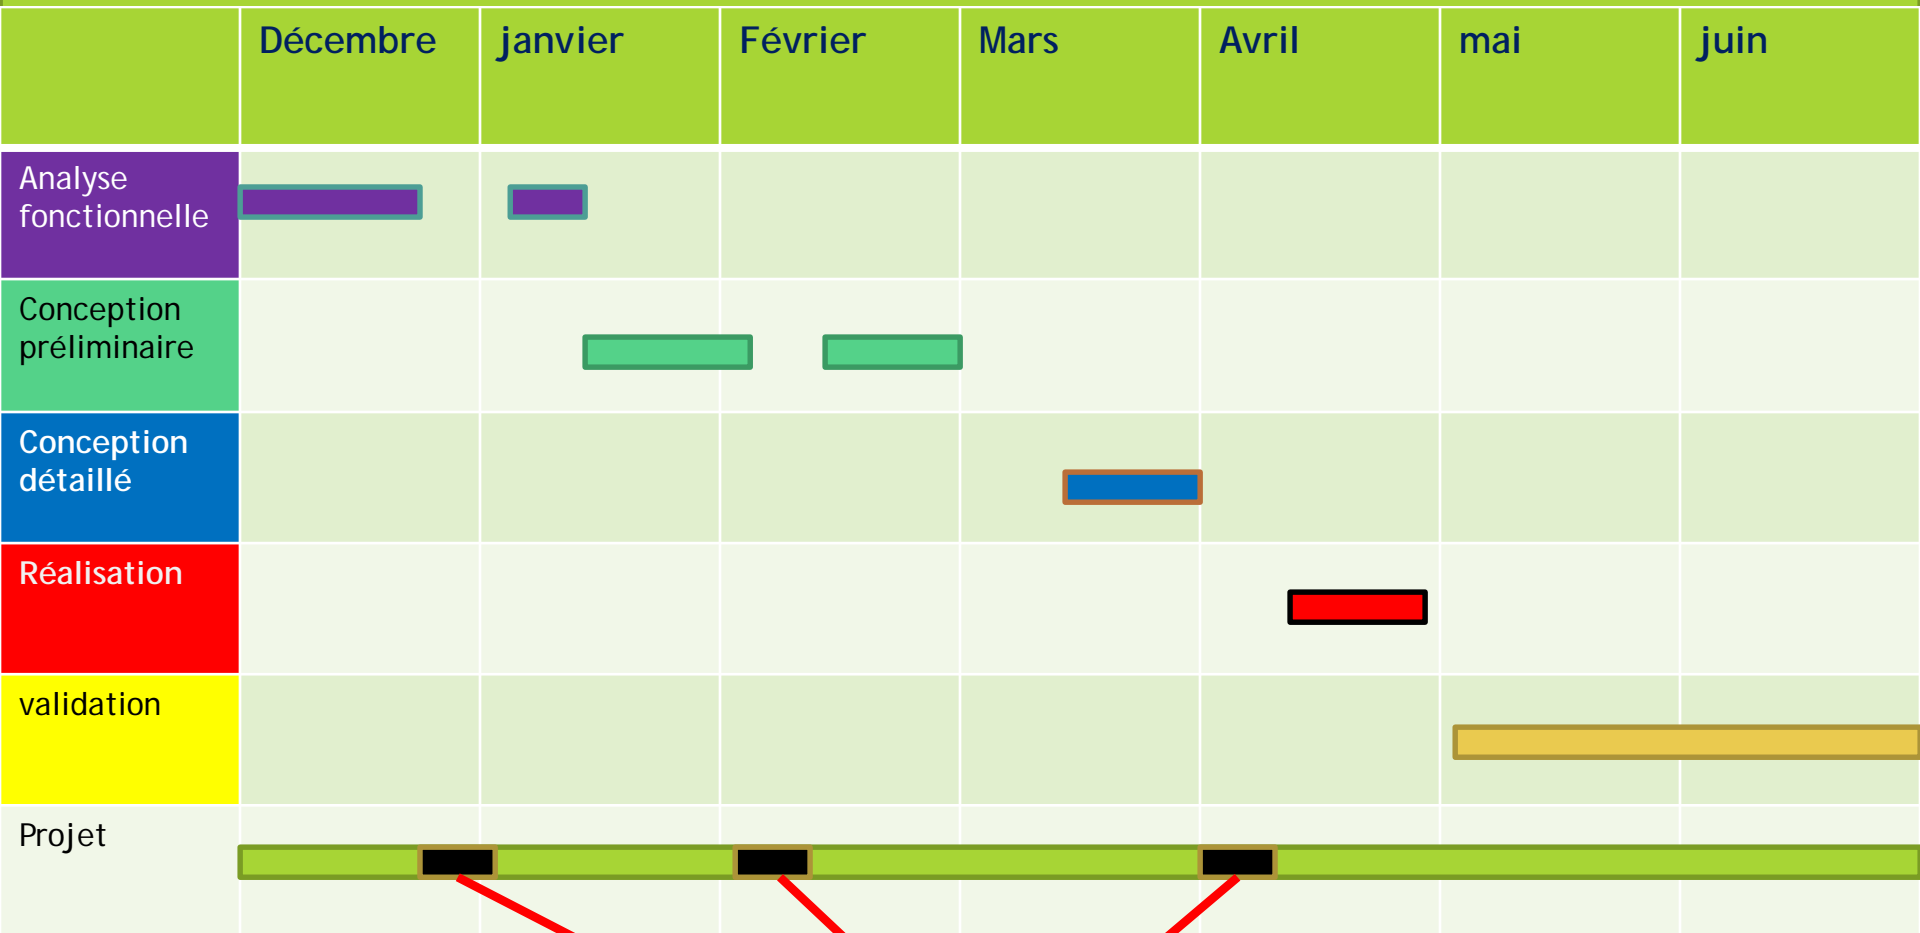 Décembre
janvier
Février
Mars
Avril
mai
juin
Analyse
fonctionnelle
Conception
préliminaire
Conception
détaillé
Réalisation
validation
Projet